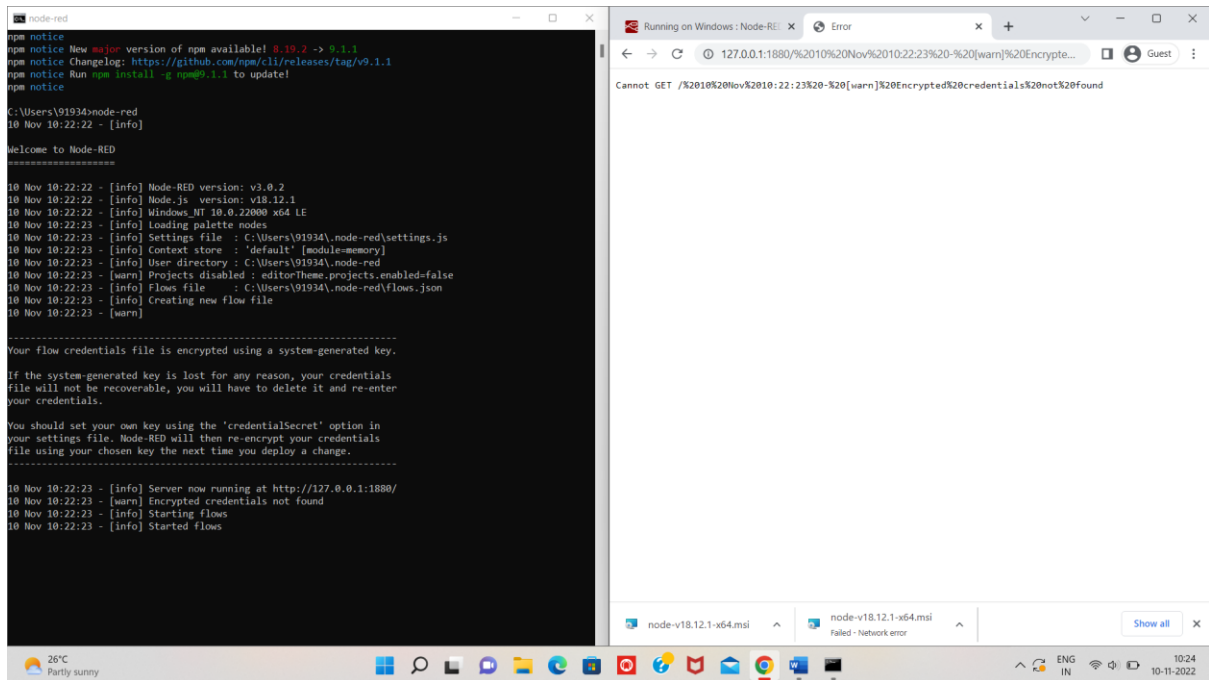 node-red
npm notice
npm notice New major version of npm available! 8.19.2 -> 9.1.1
npm notice Changelog: https://github.com/npm/cli/releases/tag/v9.1.1
npm notice Run npm install -g npm@9.1.1 to update!
npm notice
C:\Users\91934>node-red
10 Nov 10:22:22 - [info]
Welcome to Node-RED
===================
10 Nov 10:22:22 - [info] Node-RED version: v3.0.2
10 Nov 10:22:22 - [info] Node.js  version: v18.12.1
10 Nov 10:22:22 - [info] Windows_NT 10.0.22000 x64 LE
10 Nov 10:22:23 - [info] Loading palette nodes
10 Nov 10:22:23 - [info] Settings file  : C:\Users\91934\.node-red\settings.js
10 Nov 10:22:23 - [info] Context store  : 'default' [module=memory]
10 Nov 10:22:23 - [info] User directory : C:\Users\91934\.node-red
10 Nov 10:22:23 - [warn] Projects disabled : editorTheme.projects.enabled=false
10 Nov 10:22:23 - [info] Flows file     : C:\Users\91934\.node-red\flows.json
10 Nov 10:22:23 - [info] Creating new flow file
10 Nov 10:22:23 - [warn]
---------------------------------------------------------------------
Your flow credentials file is encrypted using a system-generated key.
If the system-generated key is lost for any reason, your credentials
file will not be recoverable, you will have to delete it and re-enter
your credentials.
You should set your own key using the 'credentialSecret' option in
your settings file. Node-RED will then re-encrypt your credentials
file using your chosen key the next time you deploy a change.
---------------------------------------------------------------------
10 Nov 10:22:23 - [info] Server now running at http://127.0.0.1:1880/
10 Nov 10:22:23 - [warn] Encrypted credentials not found
10 Nov 10:22:23 - [info] Starting flows
10 Nov 10:22:23 - [info] Started flows
Running on Windows : Node-RE
Error
127.0.0.1:1880/%2010%20Nov%2010:22:23%20-%20[warn]%20Encrypte...
Guest
Cannot GET /%2010%20Nov%2010:22:23%20-%20[warn]%20Encrypted%20credentials%20not%20found
node-v18.12.1-x64.msi
node-v18.12.1-x64.msi
Failed - Network error
Show all
26°C
Partly sunny
ENG
IN
10:24
10-11-2022